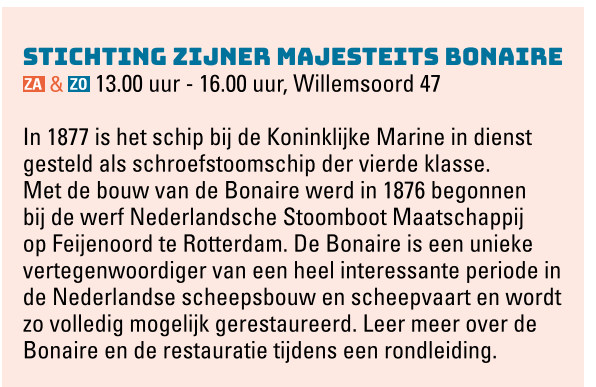 STICHTING ZIJNER MAJESTEITS BONAIRE
ZA & ZO 13.00 uur - 16.00 uur, Willemsoord 47
In 1877 is het schip bij de Koninklijke Marine in dienst
gesteld als schroefstoomschip der vierde klasse.
Met de bouw van de Bonaire werd in 1876 begonnen
bij de werf Nederlandsche Stoomboot Maatschappij
op Feijenoord te Rotterdam. De Bonaire is een unieke
vertegenwoordiger van een heel interessante periode in
de Nederlandse scheepsbouw en scheepvaart en wordt
zo volledig mogelijk gerestaureerd. Leer meer over de
Bonaire en de restauratie tijdens een rondleiding.